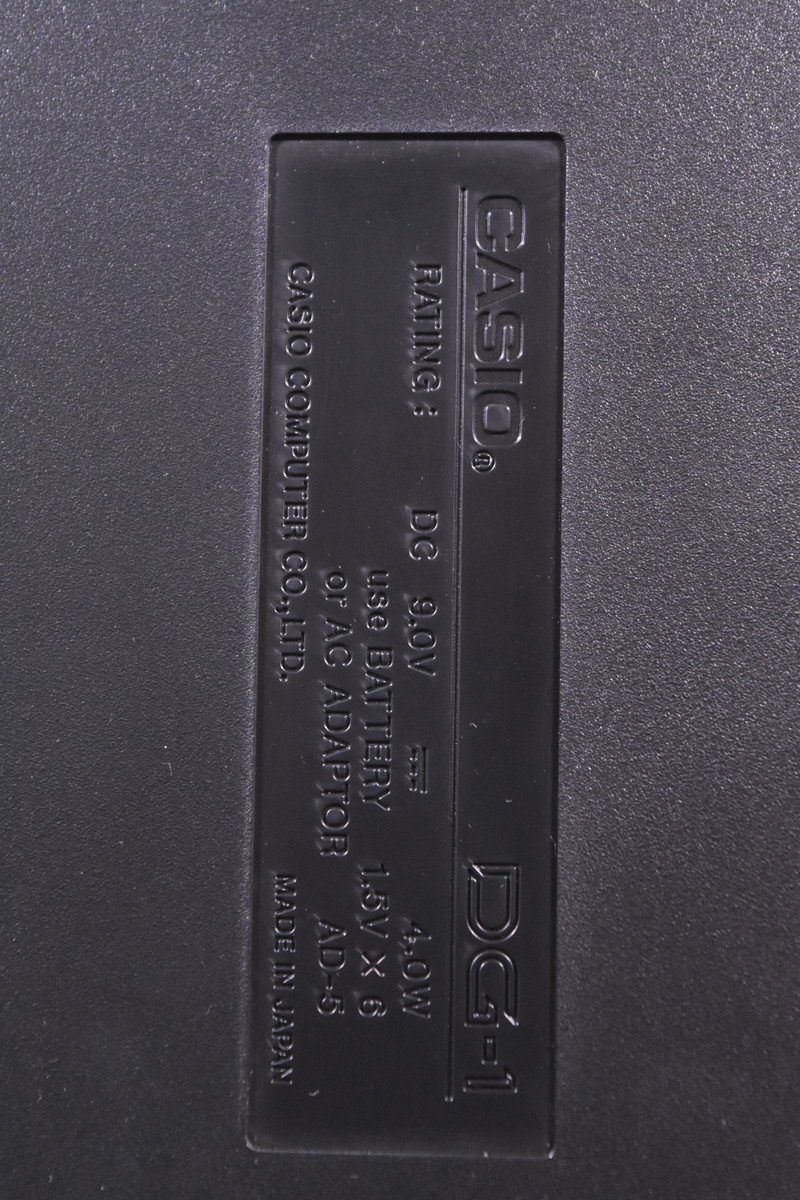 CASIO® DG-1
RATING : DC 9.0V ⎓ 4.0W
use BATTERY 1.5V X 6
or AC ADAPTOR AD-5
CASIO COMPUTER CO.,LTD. MADE IN JAPAN